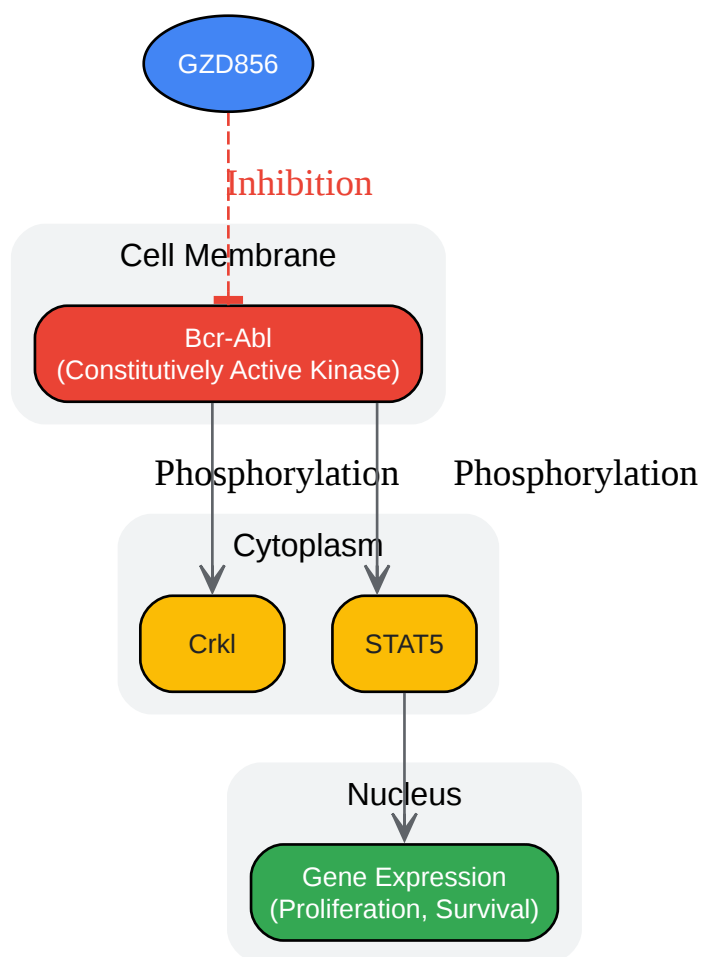 GZD856
Inhibition
Cell Membrane
Bcr-Abl
(Constitutively Active Kinase)
Phosphorylation
Phosphorylation
Cytoplasm
Crkl
STAT5
Nucleus
Gene Expression
(Proliferation, Survival)